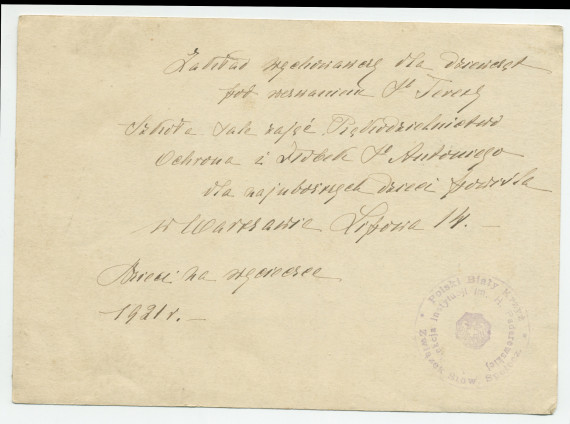 Zakład wychowawczy dla dziewcząt
pod wezwaniem Św Teresy
Szkoła Sale zajęć
Ochrona i Żłobek Św Antoniego
dla najuboższych dzieci Powiśla
w Warszawie Lipowa 14.—
Dzieci na wycieczce
1921 r.—
Polski Biały Krzyż